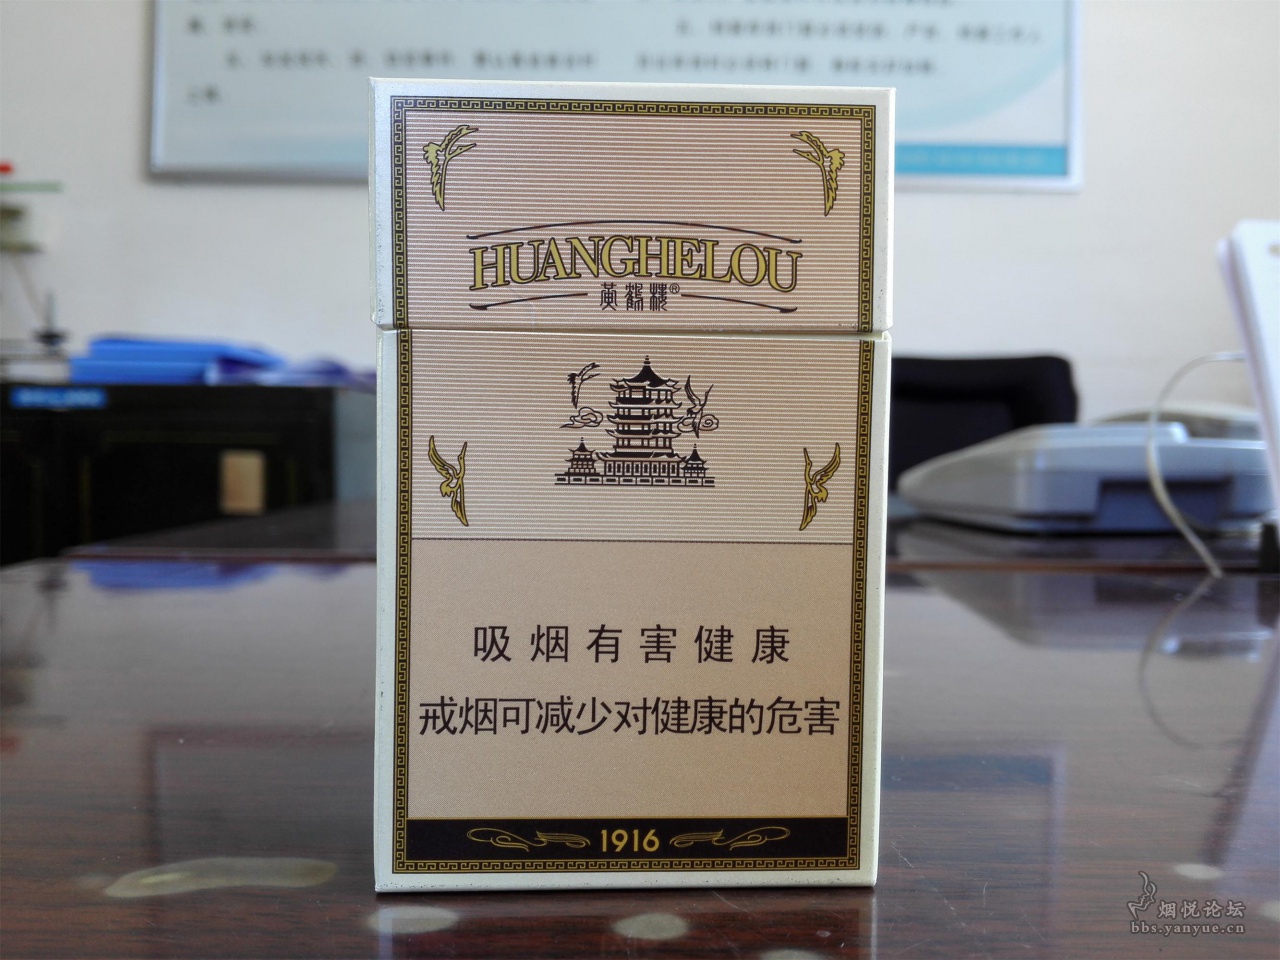 HUANGHELOU
黄鹤楼®
吸烟有害健康
戒烟可减少对健康的危害
1916
烟悦论坛
bbs.yanyue.cn